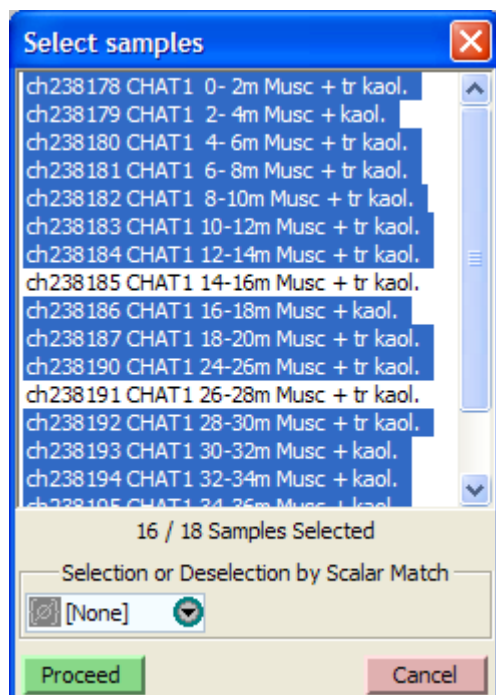 Select samples
ch238178 CHAT1 0- 2m Musc + tr kaol.
ch238179 CHAT1 2- 4m Musc + kaol.
ch238180 CHAT1 4- 6m Musc + tr kaol.
ch238181 CHAT1 6- 8m Musc + tr kaol.
ch238182 CHAT1 8-10m Musc + tr kaol.
ch238183 CHAT1 10-12m Musc + tr kaol.
ch238184 CHAT1 12-14m Musc + tr kaol.
ch238185 CHAT1 14-16m Musc + tr kaol.
ch238186 CHAT1 16-18m Musc + kaol.
ch238187 CHAT1 18-20m Musc + tr kaol.
ch238190 CHAT1 24-26m Musc + tr kaol.
ch238191 CHAT1 26-28m Musc + tr kaol.
ch238192 CHAT1 28-30m Musc + tr kaol.
ch238193 CHAT1 30-32m Musc + kaol.
ch238194 CHAT1 32-34m Musc + kaol.
ch238195 CHAT1 34-36m Musc + kaol.
16 / 18 Samples Selected
Selection or Deselection by Scalar Match
[None]
Proceed
Cancel